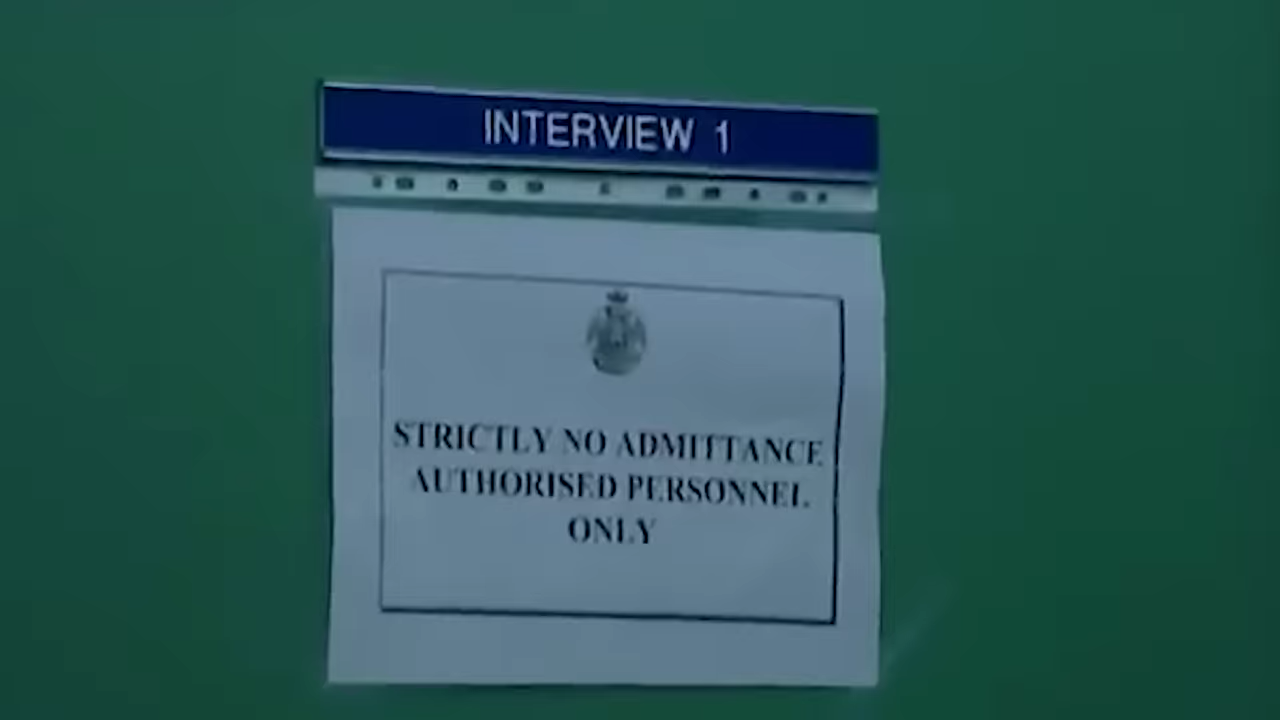 INTERVIEW 1
STRICTLY NO ADMITTANCE
AUTHORISED PERSONNEL
ONLY